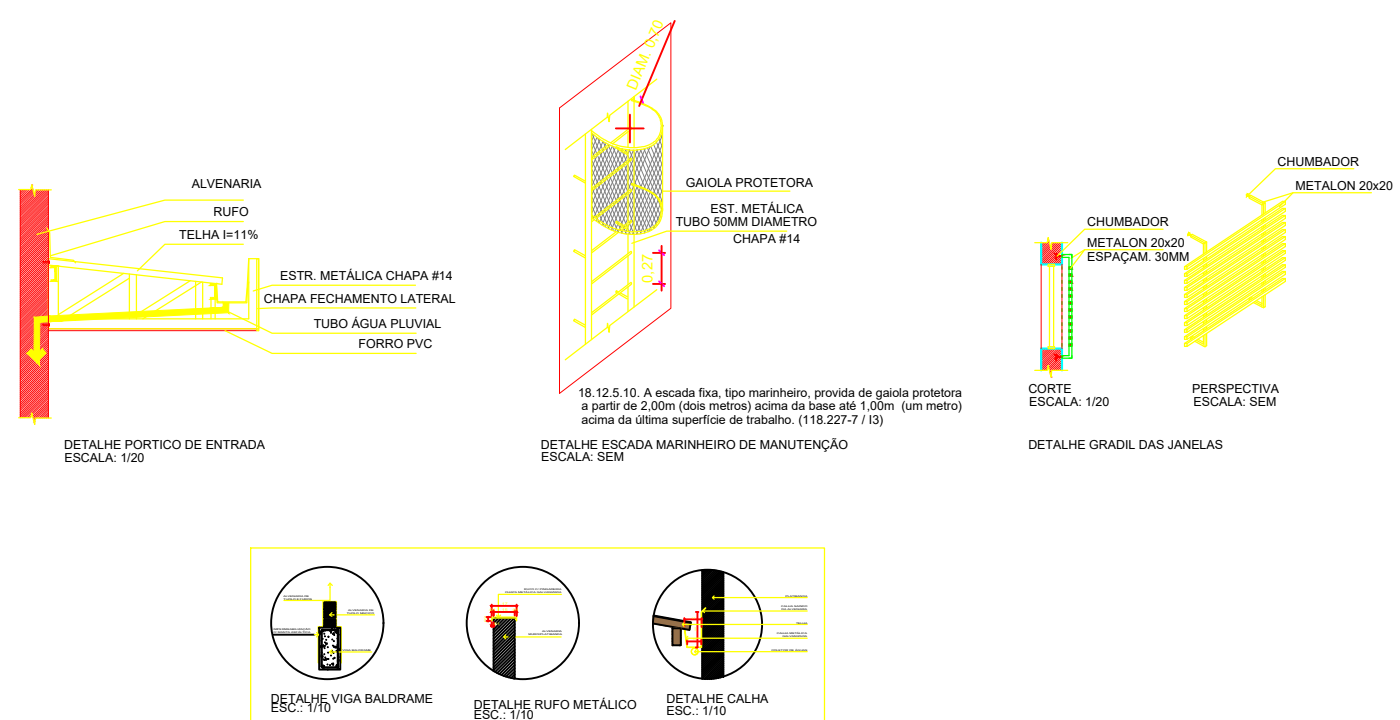 ALVENARIA
RUFO
TELHA I=11%
ESTR. METÁLICA CHAPA #14
CHAPA FECHAMENTO LATERAL
TUBO ÁGUA PLUVIAL
FORRO PVC
DETALHE PORTICO DE ENTRADA
ESCALA: 1/20
DIAM. 0,70
GAIOLA PROTETORA
EST. METÁLICA
TUBO 50MM DIAMETRO
CHAPA #14
0,27
18.12.5.10. A escada fixa, tipo marinheiro, provida de gaiola protetora
a partir de 2,00m (dois metros) acima da base até 1,00m (um metro)
acima da última superfície de trabalho. (118.227-7 / I3)
DETALHE ESCADA MARINHEIRO DE MANUTENÇÃO
ESCALA: SEM
CHUMBADOR
METALON 20x20
ESPAÇAM. 30MM
CORTE
ESCALA: 1/20
CHUMBADOR
METALON 20x20
PERSPECTIVA
ESCALA: SEM
DETALHE GRADIL DAS JANELAS
DETALHE VIGA BALDRAME
ESC.: 1/10
DETALHE RUFO METÁLICO
ESC.: 1/10
DETALHE CALHA
ESC.: 1/10